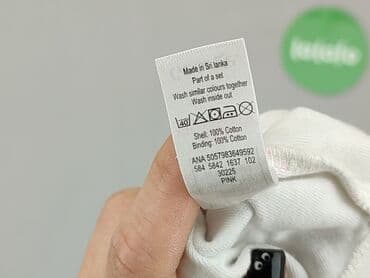 Made in Sri lanka
Part of a set
Wash similar colours together
Wash inside out
40
Shell: 100% Cotton
Binding: 100% Cotton
ANA 5057983649592
584 5842 1637 102
30225
PINK
lelelo